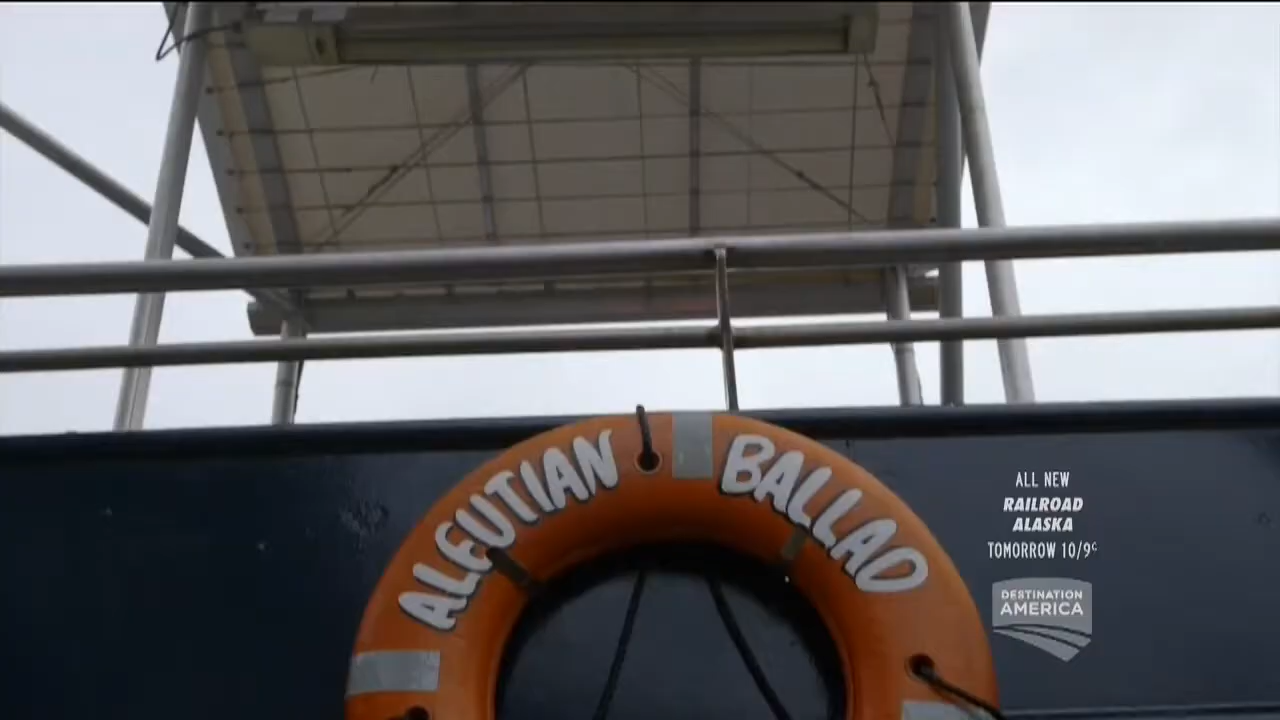 ALEUTIAN BALLAD
ALL NEW
RAILROAD
ALASKA
TOMORROW 10/9c
DESTINATION
AMERICA